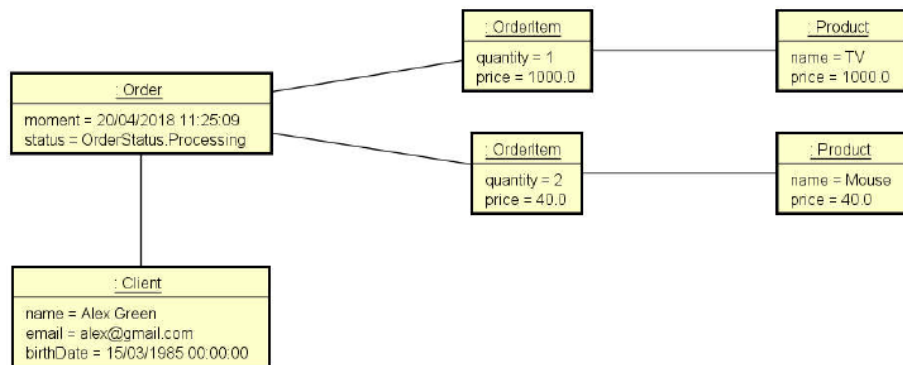 : Order
moment = 20/04/2018 11:25:09
status = OrderStatus.Processing
: OrderItem
quantity = 1
price = 1000.0
: Product
name = TV
price = 1000.0
: OrderItem
quantity = 2
price = 40.0
: Product
name = Mouse
price = 40.0
: Client
name = Alex Green
email = alex@gmail.com
birthDate = 15/03/1985 00:00:00